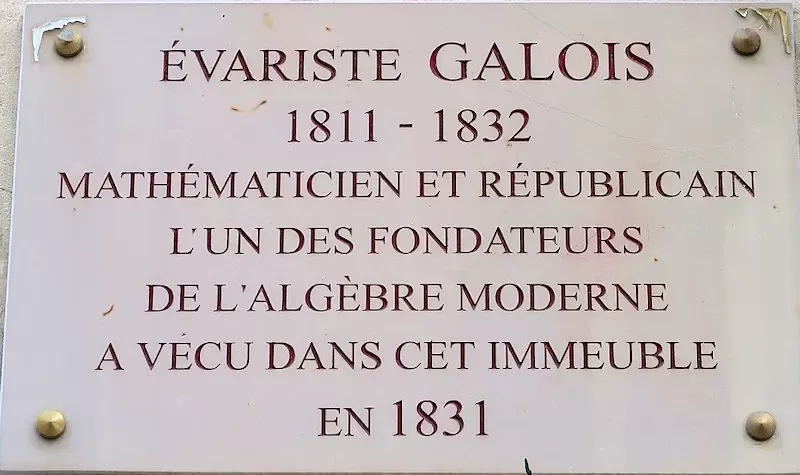 ÉVARISTE GALOIS
1811 - 1832
MATHÉMATICIEN ET RÉPUBLICAIN
L'UN DES FONDATEURS
DE L'ALGÈBRE MODERNE
A VÉCU DANS CET IMMEUBLE
EN 1831